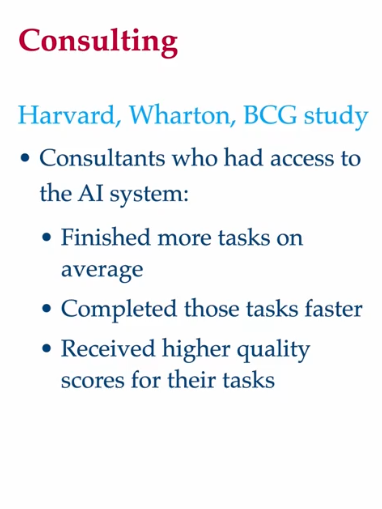 Consulting
Harvard, Wharton, BCG study
• Consultants who had access to
the AI system:
• Finished more tasks on
average
• Completed those tasks faster
• Received higher quality
scores for their tasks